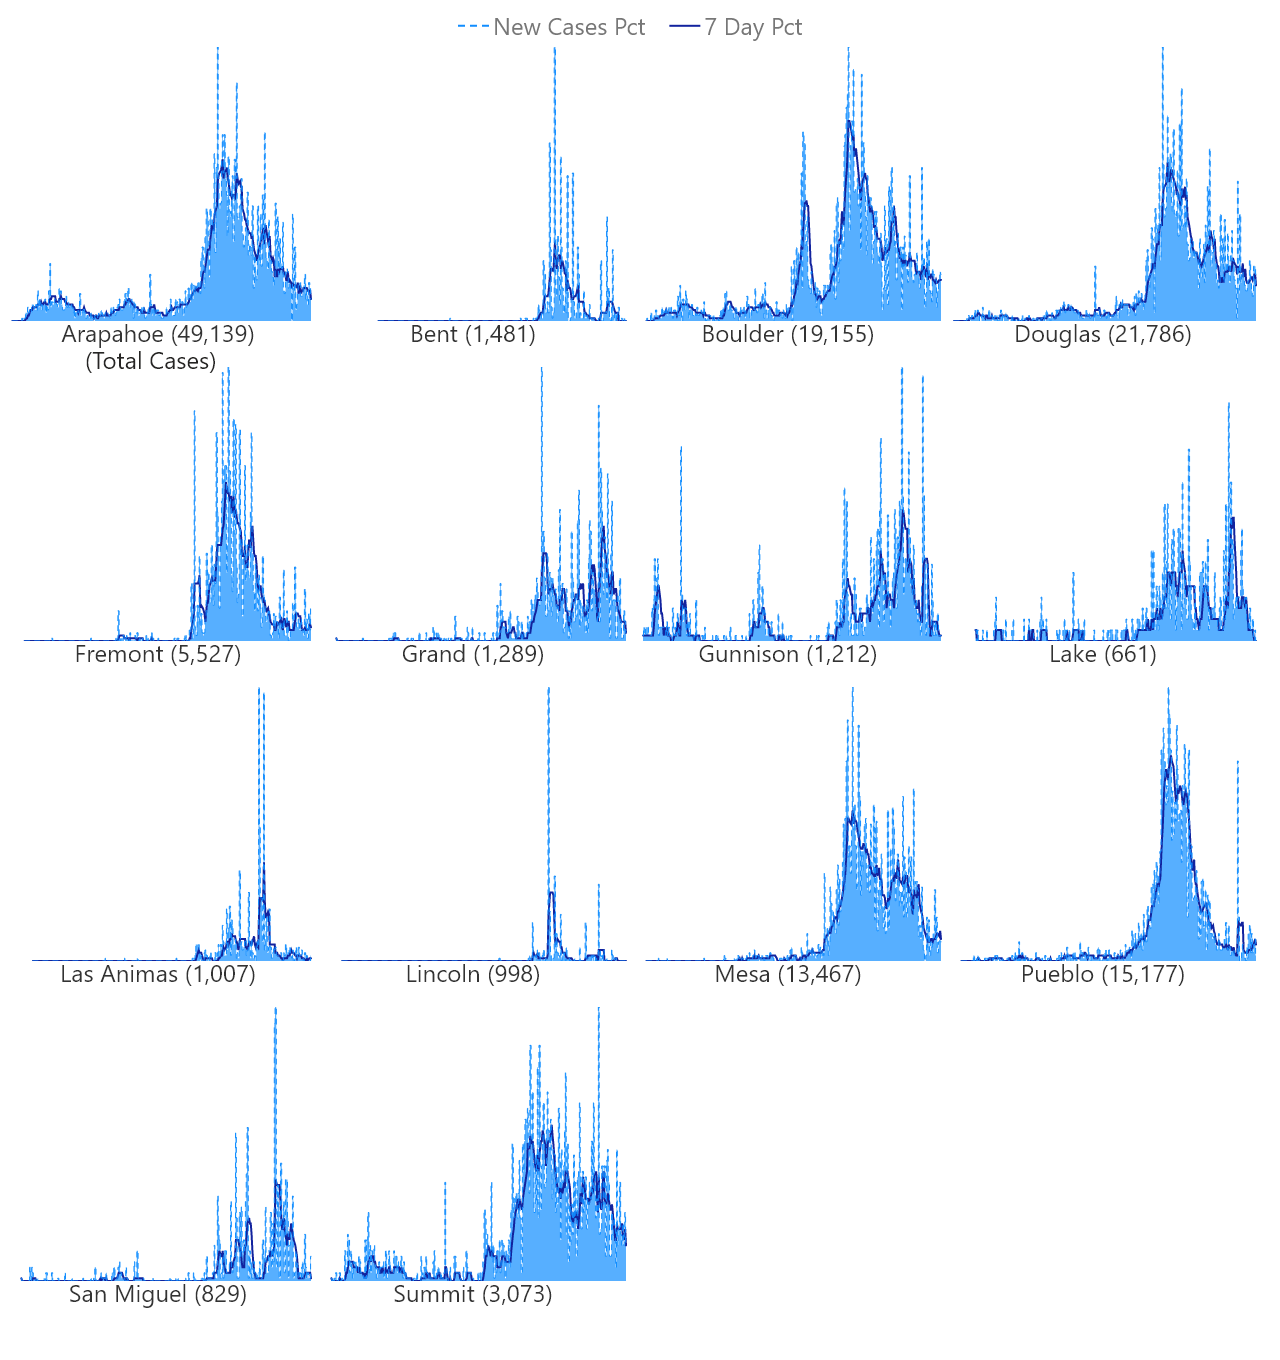 New Cases Pct 7 Day Pct
Arapahoe (49,139) Bent (1,481) Boulder (19,155) Douglas (21,786)
(Total Cases)
Fremont (5,527) Grand (1,289) Gunnison (1,212) Lake (661)
Las Animas (1,007) Lincoln (998) Mesa (13,467) Pueblo (15,177)
San Miguel (829) Summit (3,073)